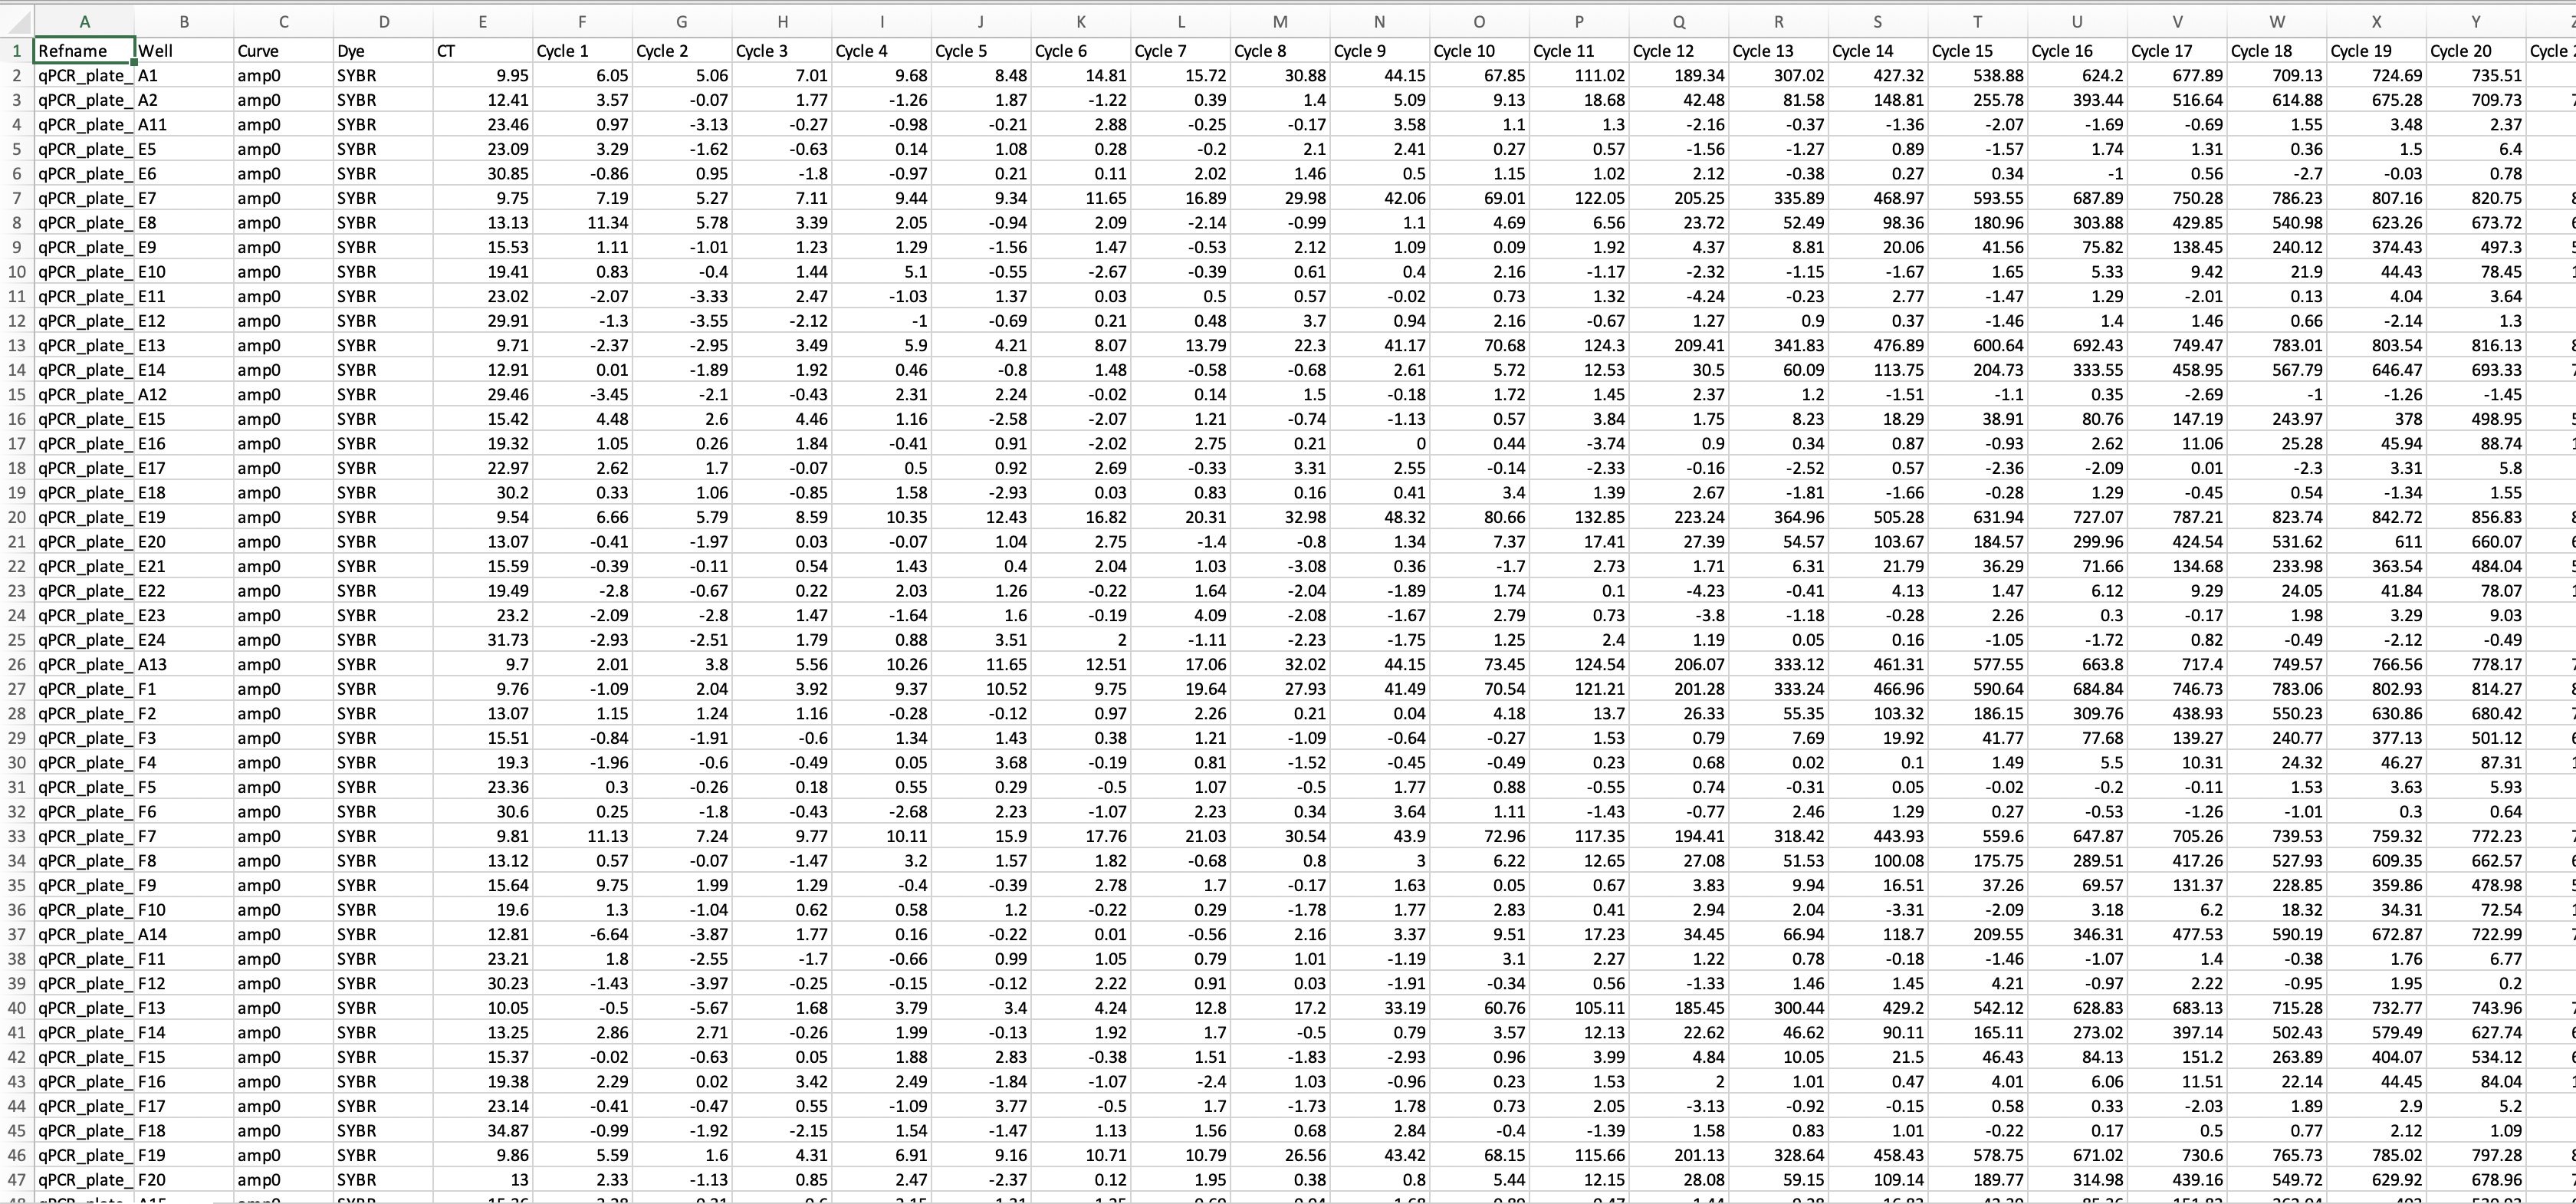 A B C D E F G H I J K L M N O P Q R S T U V W X Y
1 Refname Well Curve Dye CT Cycle 1 Cycle 2 Cycle 3 Cycle 4 Cycle 5 Cycle 6 Cycle 7 Cycle 8 Cycle 9 Cycle 10 Cycle 11 Cycle 12 Cycle 13 Cycle 14 Cycle 15 Cycle 16 Cycle 17 Cycle 18 Cycle 19 Cycle 20 Cycle
2 qPCR_plate_ A1 amp0 SYBR 9.95 6.05 5.06 7.01 9.68 8.48 14.81 15.72 30.88 44.15 67.85 111.02 189.34 307.02 427.32 538.88 624.2 677.89 709.13 724.69 735.51
3 qPCR_plate_ A2 amp0 SYBR 12.41 3.57 -0.07 1.77 -1.26 1.87 -1.22 0.39 1.4 5.09 9.13 18.68 42.48 81.58 148.81 255.78 393.44 516.64 614.88 675.28 709.73
4 qPCR_plate_ A11 amp0 SYBR 23.46 0.97 -3.13 -0.27 -0.98 -0.21 2.88 -0.25 -0.17 3.58 1.1 1.3 -2.16 -0.37 -1.36 -2.07 -1.69 -0.69 1.55 3.48 2.37
5 qPCR_plate_ E5 amp0 SYBR 23.09 3.29 -1.62 -0.63 0.14 1.08 0.28 -0.2 2.1 2.41 0.27 0.57 -1.56 -1.27 0.89 -1.57 1.74 1.31 0.36 1.5 6.4
6 qPCR_plate_ E6 amp0 SYBR 30.85 -0.86 0.95 -1.8 -0.97 0.21 0.11 2.02 1.46 0.5 1.15 1.02 2.12 -0.38 0.27 0.34 -1 0.56 -2.7 -0.03 0.78
7 qPCR_plate_ E7 amp0 SYBR 9.75 7.19 5.27 7.11 9.44 9.34 11.65 16.89 29.98 42.06 69.01 122.05 205.25 335.89 468.97 593.55 687.89 750.28 786.23 807.16 820.75
8 qPCR_plate_ E8 amp0 SYBR 13.13 11.34 5.78 3.39 2.05 -0.94 2.09 -2.14 -0.99 1.1 4.69 6.56 23.72 52.49 98.36 180.96 303.88 429.85 540.98 623.26 673.72
9 qPCR_plate_ E9 amp0 SYBR 15.53 1.11 -1.01 1.23 1.29 -1.56 1.47 -0.53 2.12 1.09 0.09 1.92 4.37 8.81 20.06 41.56 75.82 138.45 240.12 374.43 497.3
10 qPCR_plate_ E10 amp0 SYBR 19.41 0.83 -0.4 1.44 5.1 -0.55 -2.67 -0.39 0.61 0.4 2.16 -1.17 -2.32 -1.15 -1.67 1.65 5.33 9.42 21.9 44.43 78.45
11 qPCR_plate_ E11 amp0 SYBR 23.02 -2.07 -3.33 2.47 -1.03 1.37 0.03 0.5 0.57 -0.02 0.73 1.32 -4.24 -0.23 2.77 -1.47 1.29 -2.01 0.13 4.04 3.64
12 qPCR_plate_ E12 amp0 SYBR 29.91 -1.3 -3.55 -2.12 -1 -0.69 0.21 0.48 3.7 0.94 2.16 -0.67 1.27 0.9 0.37 -1.46 1.4 1.46 0.66 -2.14 1.3
13 qPCR_plate_ E13 amp0 SYBR 9.71 -2.37 -2.95 3.49 5.9 4.21 8.07 13.79 22.3 41.17 70.68 124.3 209.41 341.83 476.89 600.64 692.43 749.47 783.01 803.54 816.13
14 qPCR_plate_ E14 amp0 SYBR 12.91 0.01 -1.89 1.92 0.46 -0.8 1.48 -0.58 -0.68 2.61 5.72 12.53 30.5 60.09 113.75 204.73 333.55 458.95 567.79 646.47 693.33
15 qPCR_plate_ A12 amp0 SYBR 29.46 -3.45 -2.1 -0.43 2.31 2.24 -0.02 0.14 1.5 -0.18 1.72 1.45 2.37 1.2 -1.51 -1.1 0.35 -2.69 -1 -1.26 -1.45
16 qPCR_plate_ E15 amp0 SYBR 15.42 4.48 2.6 4.46 1.16 -2.58 -2.07 1.21 -0.74 -1.13 0.57 3.84 1.75 8.23 18.29 38.91 80.76 147.19 243.97 378 498.95
17 qPCR_plate_ E16 amp0 SYBR 19.32 1.05 0.26 1.84 -0.41 0.91 -2.02 2.75 0.21 0 0.44 -3.74 0.9 0.34 0.87 -0.93 2.62 11.06 25.28 45.94 88.74
18 qPCR_plate_ E17 amp0 SYBR 22.97 2.62 1.7 -0.07 0.5 0.92 2.69 -0.33 3.31 2.55 -0.14 -2.33 -0.16 -2.52 0.57 -2.36 -2.09 0.01 -2.3 3.31 5.8
19 qPCR_plate_ E18 amp0 SYBR 30.2 0.33 1.06 -0.85 1.58 -2.93 0.03 0.83 0.16 0.41 3.4 1.39 2.67 -1.81 -1.66 -0.28 1.29 -0.45 0.54 -1.34 1.55
20 qPCR_plate_ E19 amp0 SYBR 9.54 6.66 5.79 8.59 10.35 12.43 16.82 20.31 32.98 48.32 80.66 132.85 223.24 364.96 505.28 631.94 727.07 787.21 823.74 842.72 856.83
21 qPCR_plate_ E20 amp0 SYBR 13.07 -0.41 -1.97 0.03 -0.07 1.04 2.75 -1.4 -0.8 1.34 7.37 17.41 27.39 54.57 103.67 184.57 299.96 424.54 531.62 611 660.07
22 qPCR_plate_ E21 amp0 SYBR 15.59 -0.39 -0.11 0.54 1.43 0.4 2.04 1.03 -3.08 0.36 -1.7 2.73 1.71 6.31 21.79 36.29 71.66 134.68 233.98 363.54 484.04
23 qPCR_plate_ E22 amp0 SYBR 19.49 -2.8 -0.67 0.22 2.03 1.26 -0.22 1.64 -2.04 -1.89 1.74 0.1 -4.23 -0.41 4.13 1.47 6.12 9.29 24.05 41.84 78.07
24 qPCR_plate_ E23 amp0 SYBR 23.2 -2.09 -2.8 1.47 -1.64 1.6 -0.19 4.09 -2.08 -1.67 2.79 0.73 -3.8 -1.18 -0.28 2.26 0.3 -0.17 1.98 3.29 9.03
25 qPCR_plate_ E24 amp0 SYBR 31.73 -2.93 -2.51 1.79 0.88 3.51 2 -1.11 -2.23 -1.75 1.25 2.4 1.19 0.05 0.16 -1.05 -1.72 0.82 -0.49 -2.12 -0.49
26 qPCR_plate_ A13 amp0 SYBR 9.7 2.01 3.8 5.56 10.26 11.65 12.51 17.06 32.02 44.15 73.45 124.54 206.07 333.12 461.31 577.55 663.8 717.4 749.57 766.56 778.17
27 qPCR_plate_ F1 amp0 SYBR 9.76 -1.09 2.04 3.92 9.37 10.52 9.75 19.64 27.93 41.49 70.54 121.21 201.28 333.24 466.96 590.64 684.84 746.73 783.06 802.93 814.27
28 qPCR_plate_ F2 amp0 SYBR 13.07 1.15 1.24 1.16 -0.28 -0.12 0.97 2.26 0.21 0.04 4.18 13.7 26.33 55.35 103.32 186.15 309.76 438.93 550.23 630.86 680.42
29 qPCR_plate_ F3 amp0 SYBR 15.51 -0.84 -1.91 -0.6 1.34 1.43 0.38 1.21 -1.09 -0.64 -0.27 1.53 0.79 7.69 19.92 41.77 77.68 139.27 240.77 377.13 501.12
30 qPCR_plate_ F4 amp0 SYBR 19.3 -1.96 -0.6 -0.49 0.05 3.68 -0.19 0.81 -1.52 -0.45 -0.49 0.23 0.68 0.02 0.1 1.49 5.5 10.31 24.32 46.27 87.31
31 qPCR_plate_ F5 amp0 SYBR 23.36 0.3 -0.26 0.18 0.55 0.29 -0.5 1.07 -0.5 1.77 0.88 -0.55 0.74 -0.31 0.05 -0.02 -0.2 -0.11 1.53 3.63 5.93
32 qPCR_plate_ F6 amp0 SYBR 30.6 0.25 -1.8 -0.43 -2.68 2.23 -1.07 2.23 0.34 3.64 1.11 -1.43 -0.77 2.46 1.29 0.27 -0.53 -1.26 -1.01 0.3 0.64
33 qPCR_plate_ F7 amp0 SYBR 9.81 11.13 7.24 9.77 10.11 15.9 17.76 21.03 30.54 43.9 72.96 117.35 194.41 318.42 443.93 559.6 647.87 705.26 739.53 759.32 772.23
34 qPCR_plate_ F8 amp0 SYBR 13.12 0.57 -0.07 -1.47 3.2 1.57 1.82 -0.68 0.8 3 6.22 12.65 27.08 51.53 100.08 175.75 289.51 417.26 527.93 609.35 662.57
35 qPCR_plate_ F9 amp0 SYBR 15.64 9.75 1.99 1.29 -0.4 -0.39 2.78 1.7 -0.17 1.63 0.05 0.67 3.83 9.94 16.51 37.26 69.57 131.37 228.85 359.86 478.98
36 qPCR_plate_ F10 amp0 SYBR 19.6 1.3 -1.04 0.62 0.58 1.2 -0.22 0.29 -1.78 1.77 2.83 0.41 2.94 2.04 -3.31 -2.09 3.18 6.2 18.32 34.31 72.54
37 qPCR_plate_ A14 amp0 SYBR 12.81 -6.64 -3.87 1.77 0.16 -0.22 0.01 -0.56 2.16 3.37 9.51 17.23 34.45 66.94 118.7 209.55 346.31 477.53 590.19 672.87 722.99
38 qPCR_plate_ F11 amp0 SYBR 23.21 1.8 -2.55 -1.7 -0.66 0.99 1.05 0.79 1.01 -1.19 3.1 2.27 1.22 0.78 -0.18 -1.46 -1.07 1.4 -0.38 1.76 6.77
39 qPCR_plate_ F12 amp0 SYBR 30.23 -1.43 -3.97 -0.25 -0.15 -0.12 2.22 0.91 0.03 -1.91 -0.34 0.56 -1.33 1.46 1.45 4.21 -0.97 2.22 -0.95 1.95 0.2
40 qPCR_plate_ F13 amp0 SYBR 10.05 -0.5 -5.67 1.68 3.79 3.4 4.24 12.8 17.2 33.19 60.76 105.11 185.45 300.44 429.2 542.12 628.83 683.13 715.28 732.77 743.96
41 qPCR_plate_ F14 amp0 SYBR 13.25 2.86 2.71 -0.26 1.99 -0.13 1.92 1.7 -0.5 0.79 3.57 12.13 22.62 46.62 90.11 165.11 273.02 397.14 502.43 579.49 627.74
42 qPCR_plate_ F15 amp0 SYBR 15.37 -0.02 -0.63 0.05 1.88 2.83 -0.38 1.51 -1.83 -2.93 0.96 3.99 4.84 10.05 21.5 46.43 84.13 151.2 263.89 404.07 534.12
43 qPCR_plate_ F16 amp0 SYBR 19.38 2.29 0.02 3.42 2.49 -1.84 -1.07 -2.4 1.03 -0.96 0.23 1.53 2 1.01 0.47 4.01 6.06 11.51 22.14 44.45 84.04
44 qPCR_plate_ F17 amp0 SYBR 23.14 -0.41 -0.47 0.55 -1.09 3.77 -0.5 1.7 -1.73 1.78 0.73 2.05 -3.13 -0.92 -0.15 0.58 0.33 -2.03 1.89 2.9 5.2
45 qPCR_plate_ F18 amp0 SYBR 34.87 -0.99 -1.92 -2.15 1.54 -1.47 1.13 1.56 0.68 2.84 -0.4 -1.39 1.58 0.83 1.01 -0.22 0.17 0.5 0.77 2.12 1.09
46 qPCR_plate_ F19 amp0 SYBR 9.86 5.59 1.6 4.31 6.91 9.16 10.71 10.79 26.56 43.42 68.15 115.66 201.13 328.64 458.43 578.75 671.02 730.6 765.73 785.02 797.28
47 qPCR_plate_ F20 amp0 SYBR 13 2.33 -1.13 0.85 2.47 -2.37 0.12 1.95 0.38 0.8 5.44 12.15 28.08 59.15 109.14 189.77 314.98 439.16 549.72 629.92 678.96